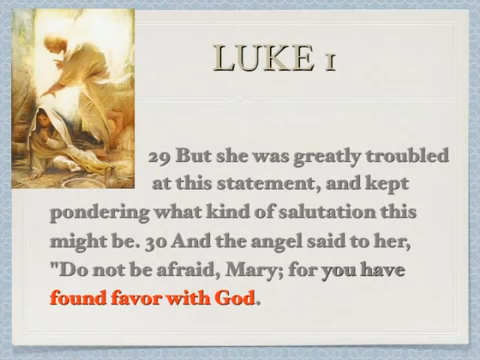 LUKE 1
29 But she was greatly troubled
at this statement, and kept
pondering what kind of salutation this
might be. 30 And the angel said to her,
"Do not be afraid, Mary; for you have
found favor with God.